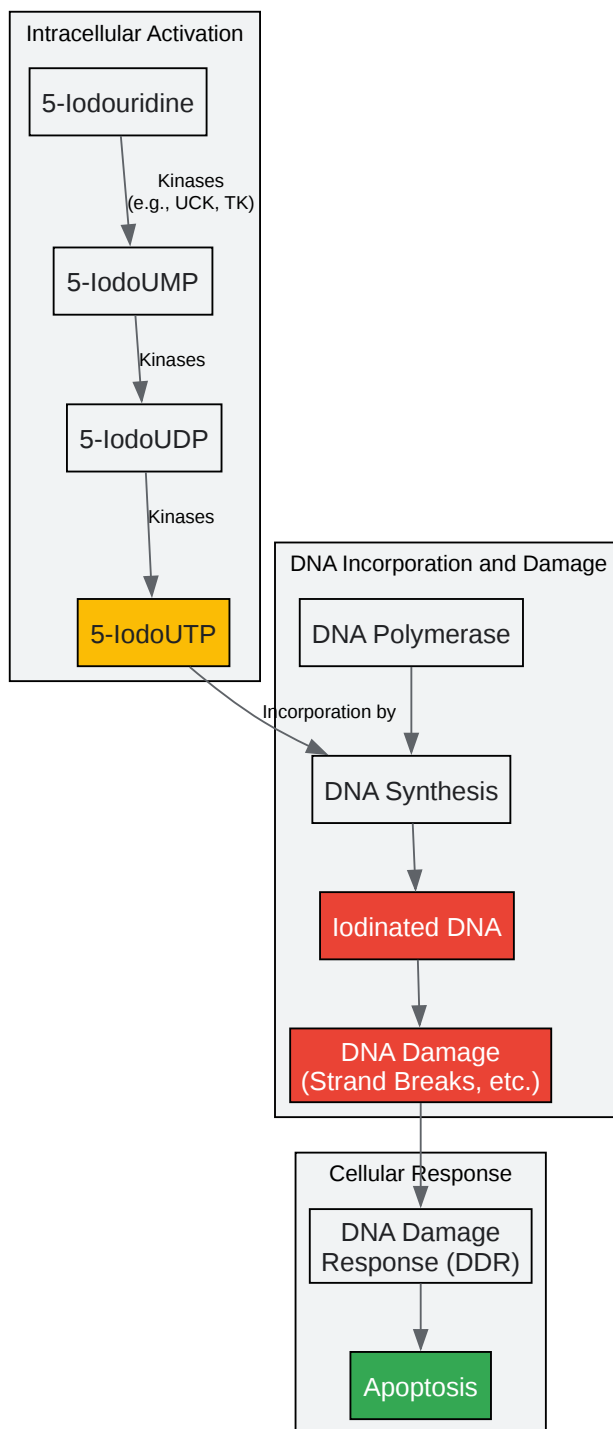 Intracellular Activation
5-Iodouridine
Kinases
(e.g., UCK, TK)
5-IodoUMP
Kinases
5-IodoUDP
Kinases
5-IodoUTP
DNA Incorporation and Damage
DNA Polymerase
Incorporation by
DNA Synthesis
Iodinated DNA
DNA Damage
(Strand Breaks, etc.)
Cellular Response
DNA Damage
Response (DDR)
Apoptosis